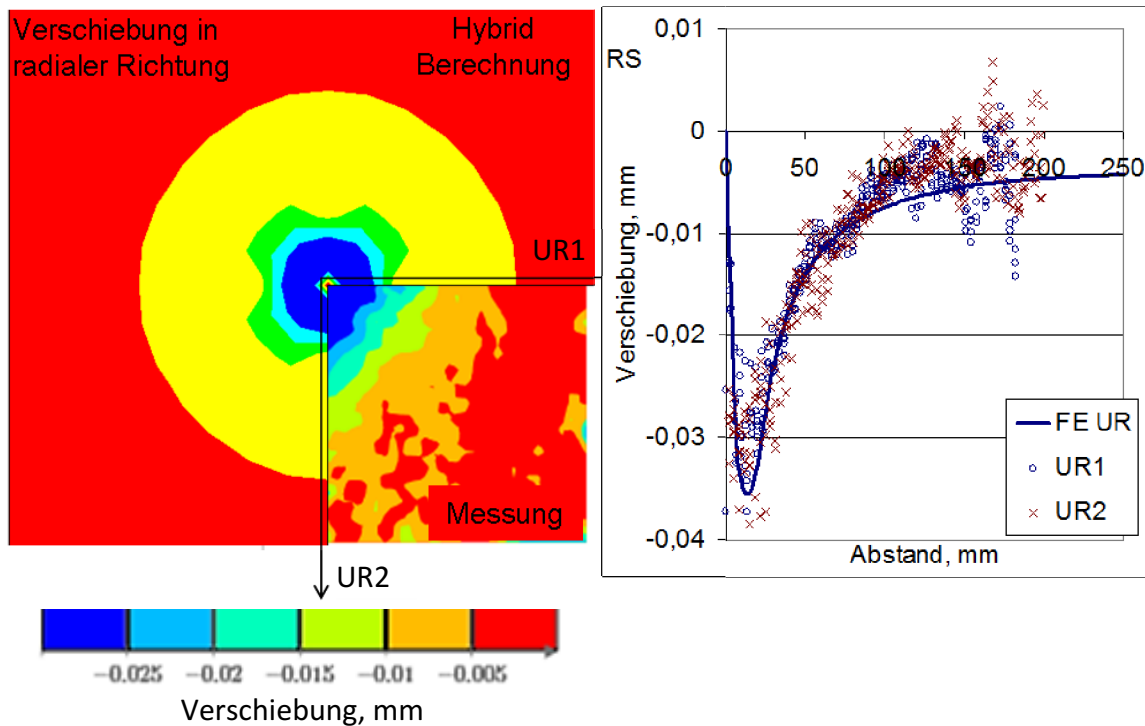 Verschiebung in
radialer Richtung
Hybrid
Berechnung
UR1
Messung
UR2
−0.025 −0.02 −0.015 −0.01 −0.005
Verschiebung, mm
RS
0,01
0
-0,01
-0,02
-0,03
-0,04
0 50 100 150 200 250
Verschiebung, mm
Abstand, mm
FE UR
UR1
UR2